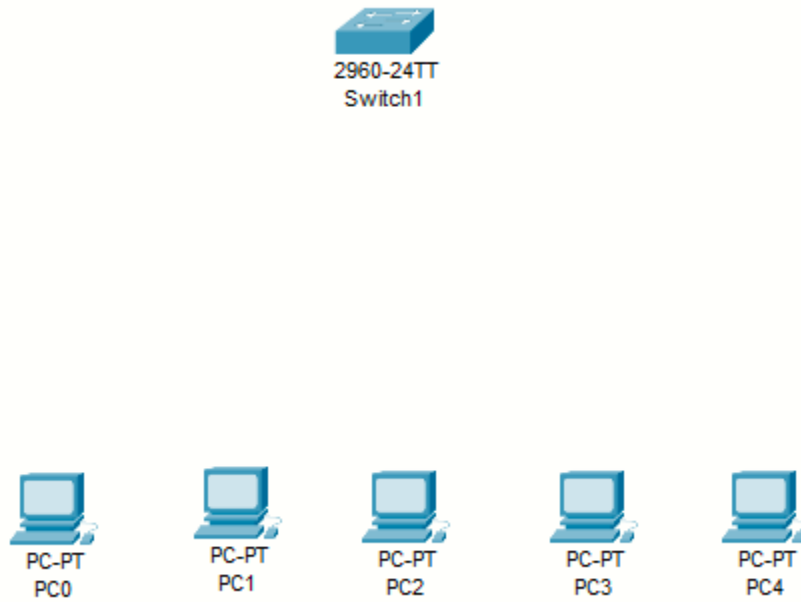 2960-24TT
Switch1
PC-PT
PC0
PC-PT
PC1
PC-PT
PC2
PC-PT
PC3
PC-PT
PC4